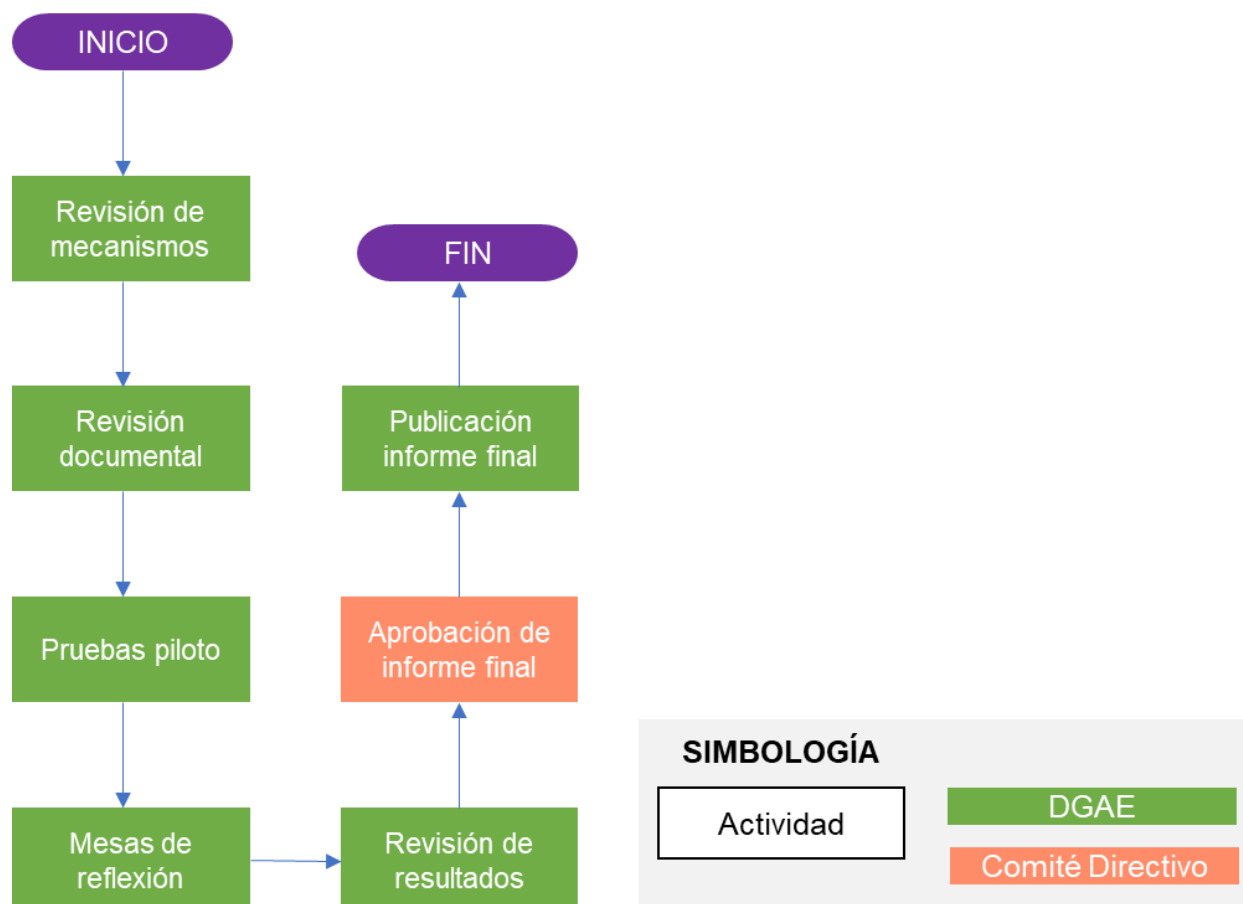 INICIO
Revisión de
mecanismos
Revisión
documental
Pruebas piloto
Mesas de
reflexión
Revisión de
resultados
Aprobación de
informe final
Publicación
informe final
FIN
SIMBOLOGÍA
Actividad
DGAE
Comité Directivo